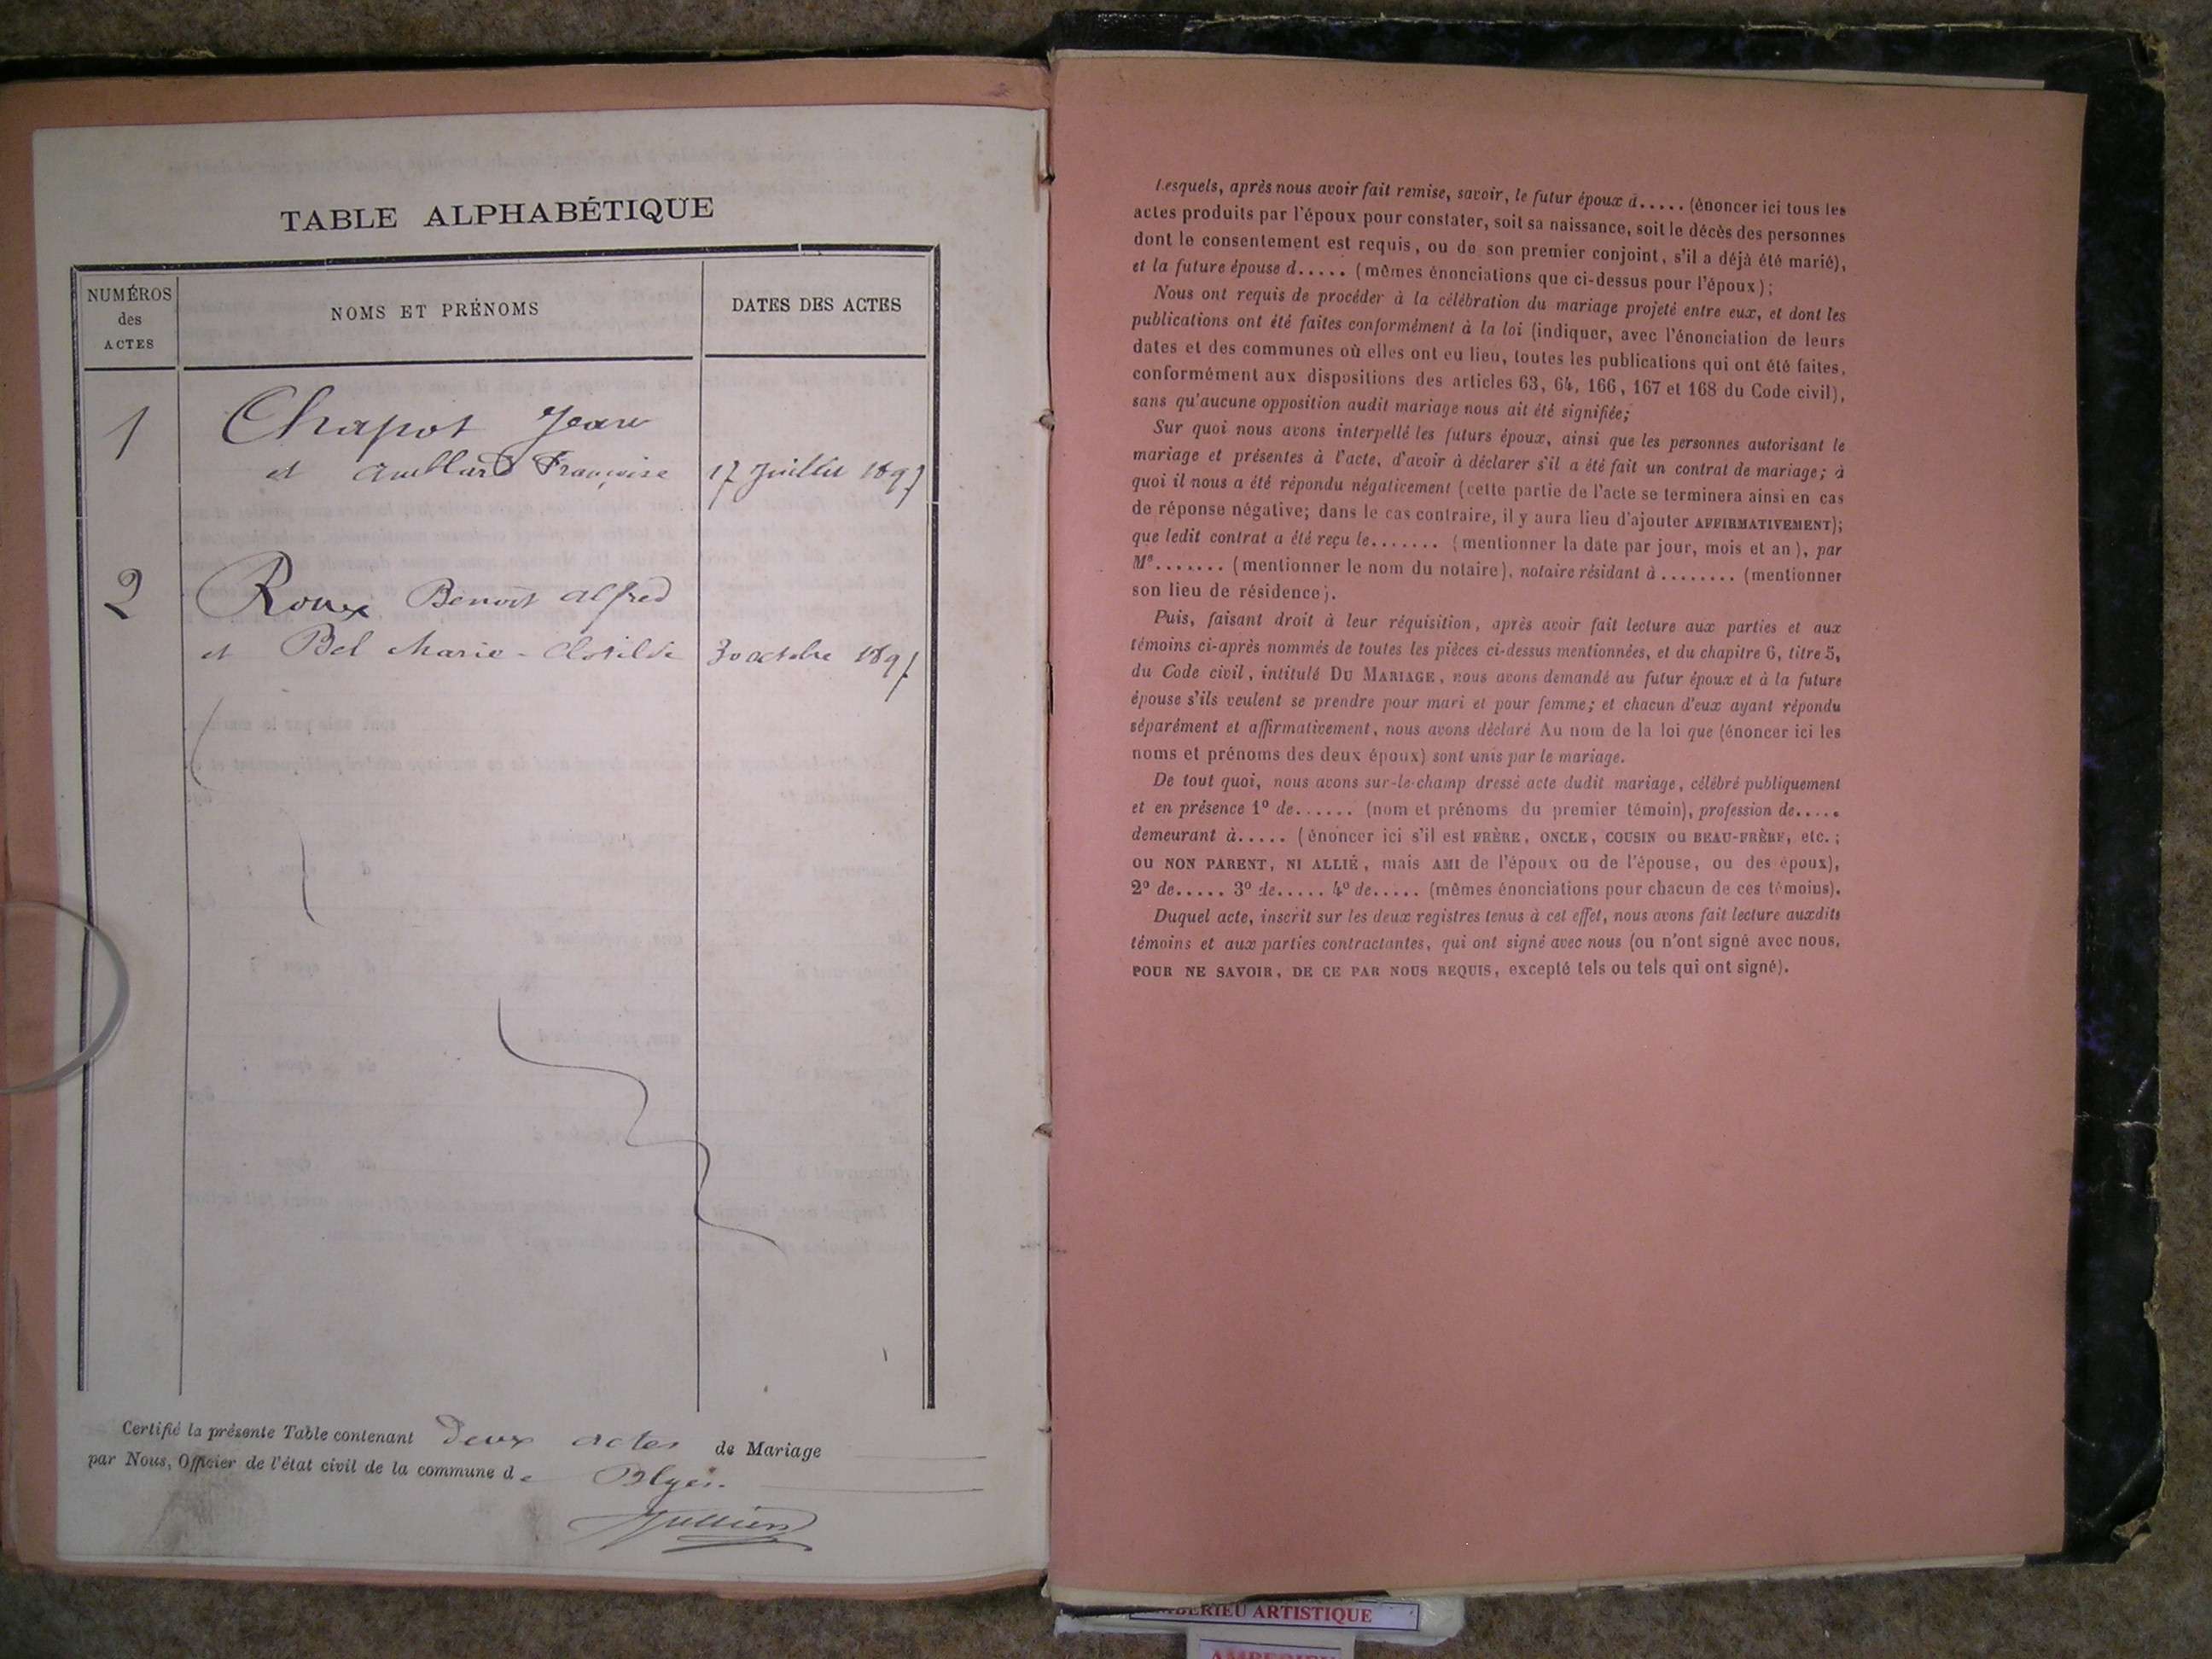 TABLE ALPHABÉTIQUE
NUMÉROS
des
ACTES
NOMS ET PRÉNOMS
DATES DES ACTES
1
Chapot Jean
et Françoise 17 Juillet 1897
2
Roux Benoit Alfred
et Bel Marie-Clotilde 30 octobre 1897
Certifié la présente Table contenant deux actes de Mariage
par Nous, Officier de l'état civil de la commune de Blyes.
Jullien
Lesquels, après nous avoir fait remise, savoir, le futur époux d..... (énoncer ici tous les
actes produits par l'époux pour constater, soit sa naissance, soit le décès des personnes
dont le consentement est requis, ou de son premier conjoint, s'il a déjà été marié),
et la future épouse d..... (mêmes énonciations que ci-dessus pour l'époux);
Nous ont requis de procéder à la célébration du mariage projeté entre eux, et dont les
publications ont été faites conformément à la loi (indiquer, avec l'énonciation de leurs
dates et des communes où elles ont eu lieu, toutes les publications qui ont été faites,
conformément aux dispositions des articles 63, 64, 166, 167 et 168 du Code civil),
sans qu'aucune opposition audit mariage nous ait été signifiée;
Sur quoi nous avons interpellé les futurs époux, ainsi que les personnes autorisant le
mariage et présentes à l'acte, d'avoir à déclarer s'il a été fait un contrat de mariage; à
quoi il nous a été répondu négativement (cette partie de l'acte se terminera ainsi en cas
de réponse négative; dans le cas contraire, il y aura lieu d'ajouter AFFIRMATIVEMENT);
que ledit contrat a été reçu le....... (mentionner la date par jour, mois et an), par
Mᵉ....... (mentionner le nom du notaire), notaire résidant à ........ (mentionner
son lieu de résidence).
Puis, faisant droit à leur réquisition, après avoir fait lecture aux parties et aux
témoins ci-après nommés de toutes les pièces ci-dessus mentionnées, et du chapitre 6, titre 5,
du Code civil, intitulé DU MARIAGE, nous avons demandé au futur époux et à la future
épouse s'ils veulent se prendre pour mari et pour femme; et chacun d'eux ayant répondu
séparément et affirmativement, nous avons déclaré Au nom de la loi que (énoncer ici les
noms et prénoms des deux époux) sont unis par le mariage.
De tout quoi, nous avons sur-le-champ dressé acte dudit mariage, célébré publiquement
et en présence 1º de...... (nom et prénoms du premier témoin), profession de.....
demeurant à..... (énoncer ici s'il est FRÈRE, ONCLE, COUSIN OU BEAU-FRÈRE, etc.;
OU NON PARENT, NI ALLIÉ, mais AMI de l'époux ou de l'épouse, ou des époux),
2º de..... 3º de..... 4º de..... (mêmes énonciations pour chacun de ces témoins).
Duquel acte, inscrit sur les deux registres tenus à cet effet, nous avons fait lecture auxdits
témoins et aux parties contractantes, qui ont signé avec nous (ou n'ont signé avec nous,
POUR NE SAVOIR, DE CE PAR NOUS REQUIS, excepté tels ou tels qui ont signé).
AMBERIEU ARTISTIQUE
AMBERIEU